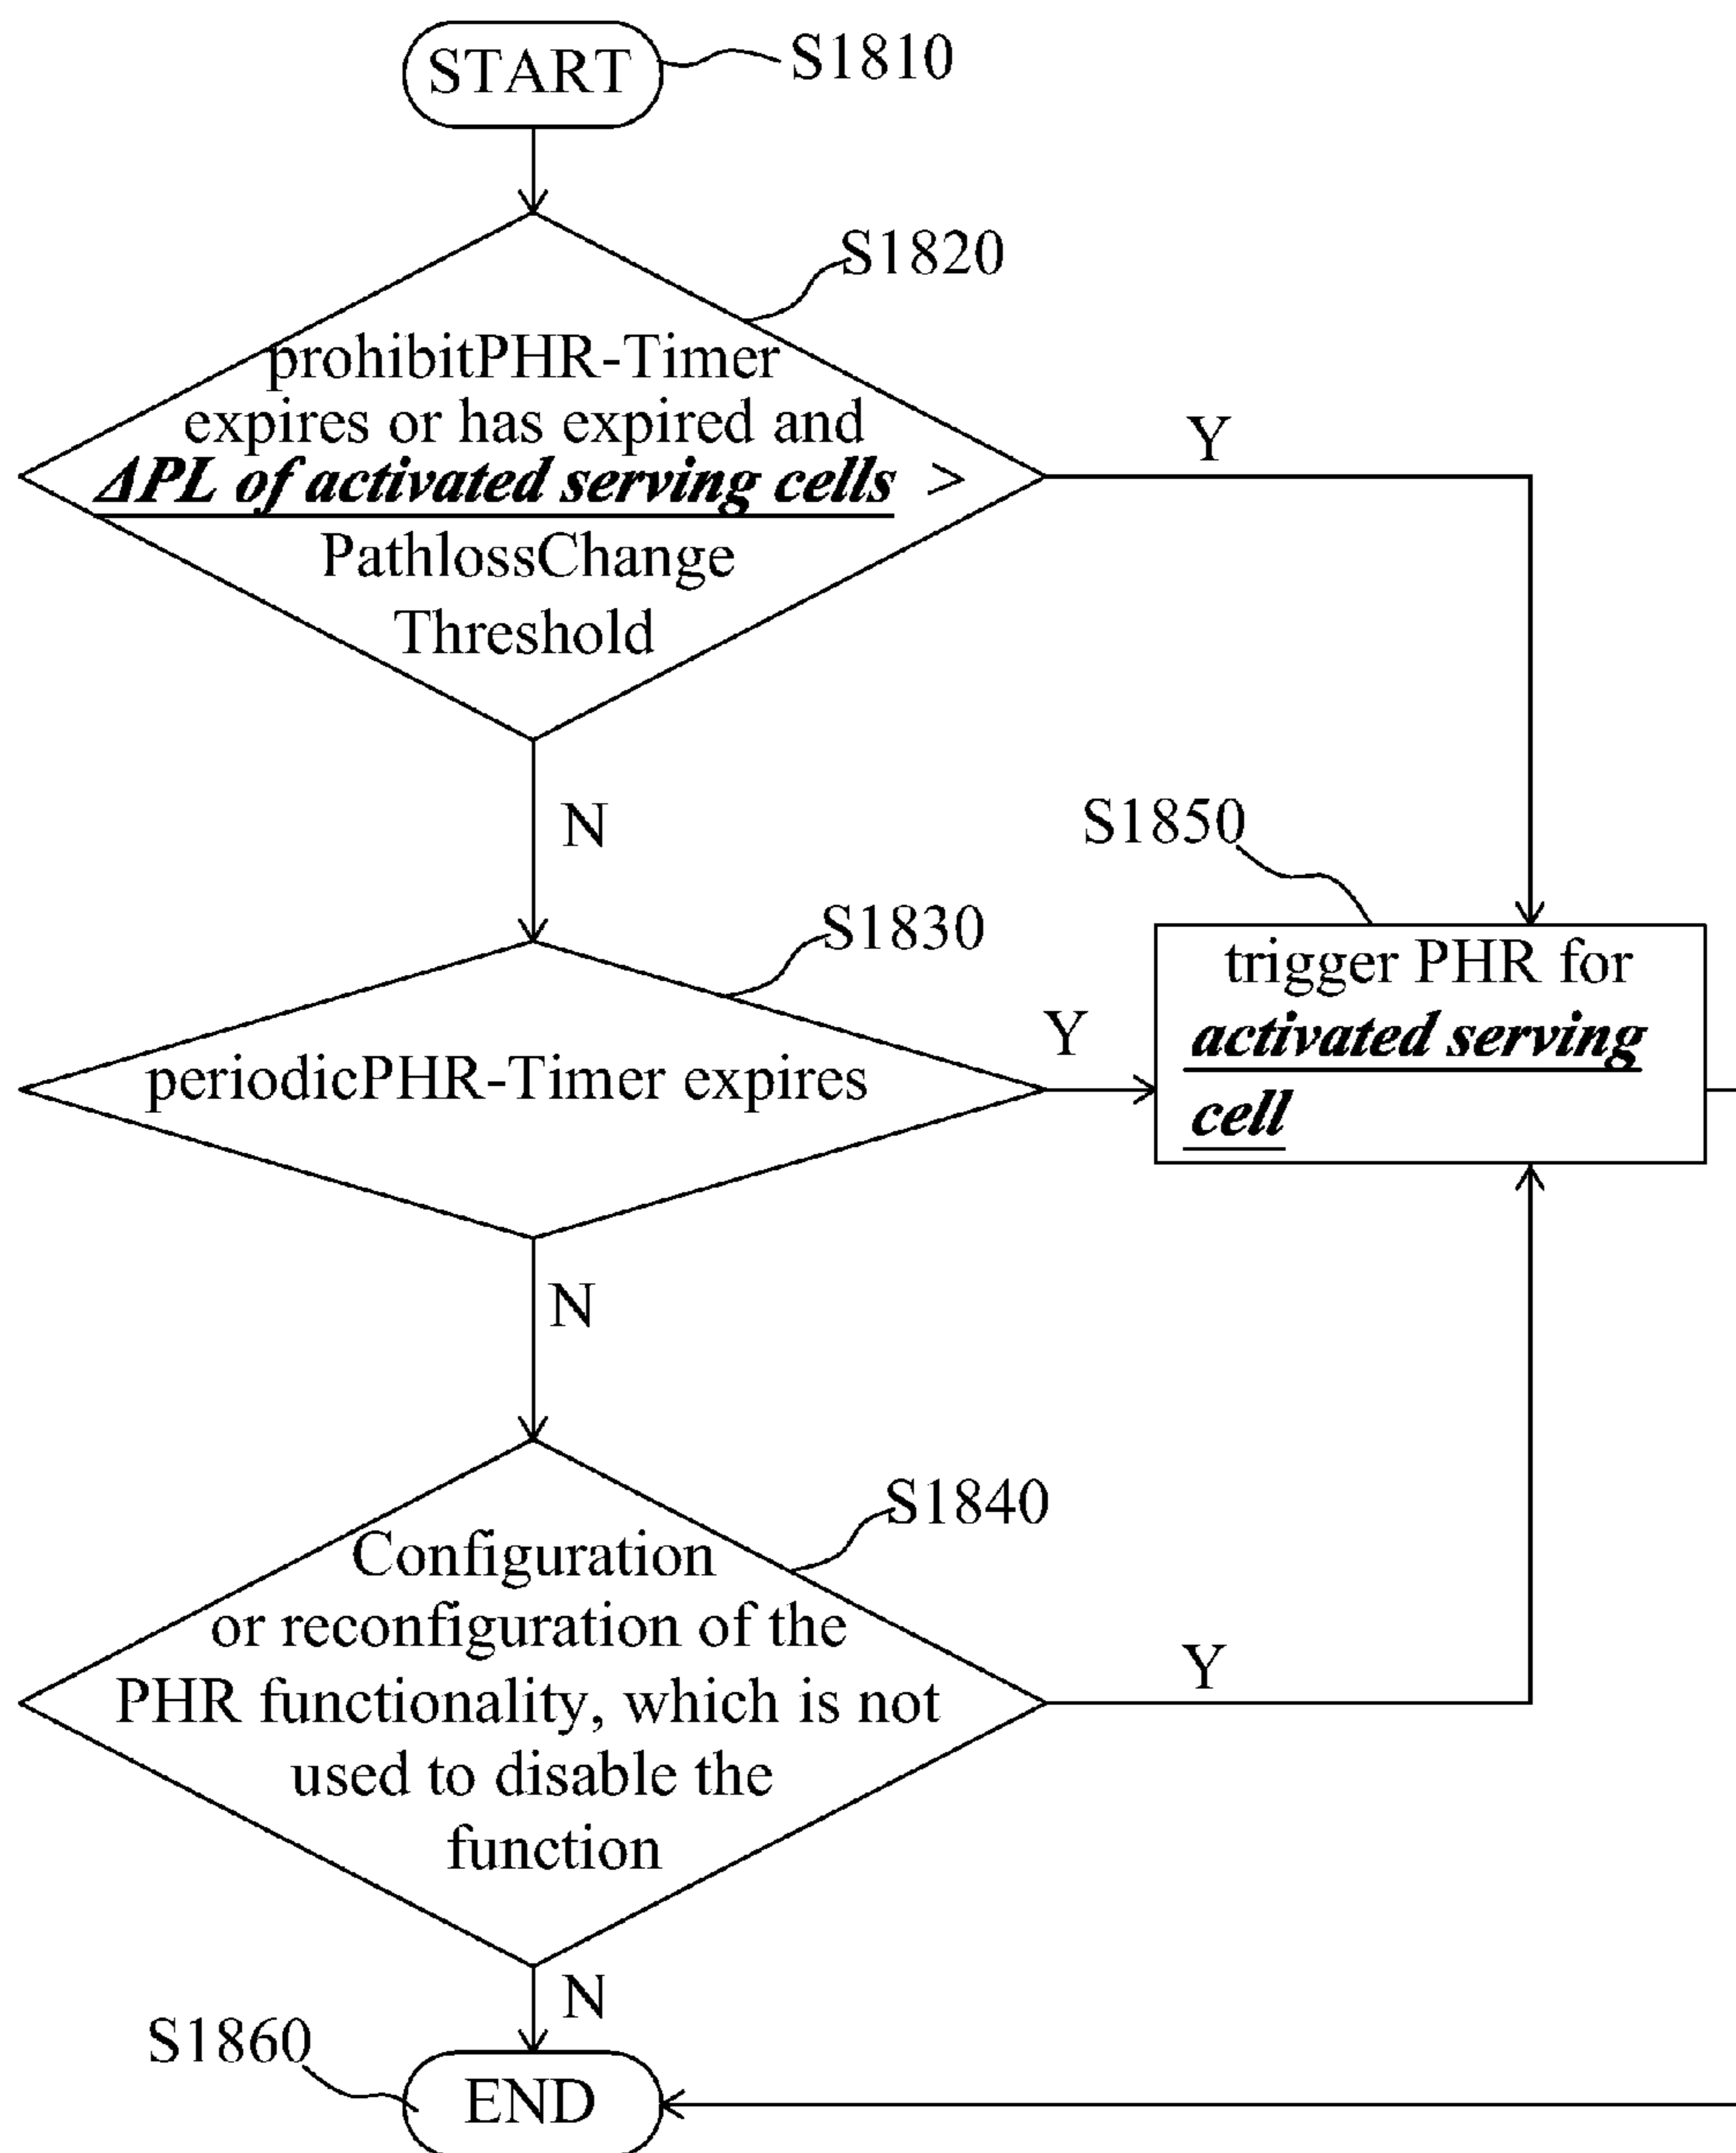 START
S1810
S1820
prohibitPHR-Timer
expires or has expired and
ΔPL of activated serving cells >
PathlossChange
Threshold
Y
N
S1850
S1830
trigger PHR for
activated serving
cell
periodicPHR-Timer expires
Y
N
S1840
Configuration
or reconfiguration of the
PHR functionality, which is not
used to disable the
function
Y
N
S1860
END